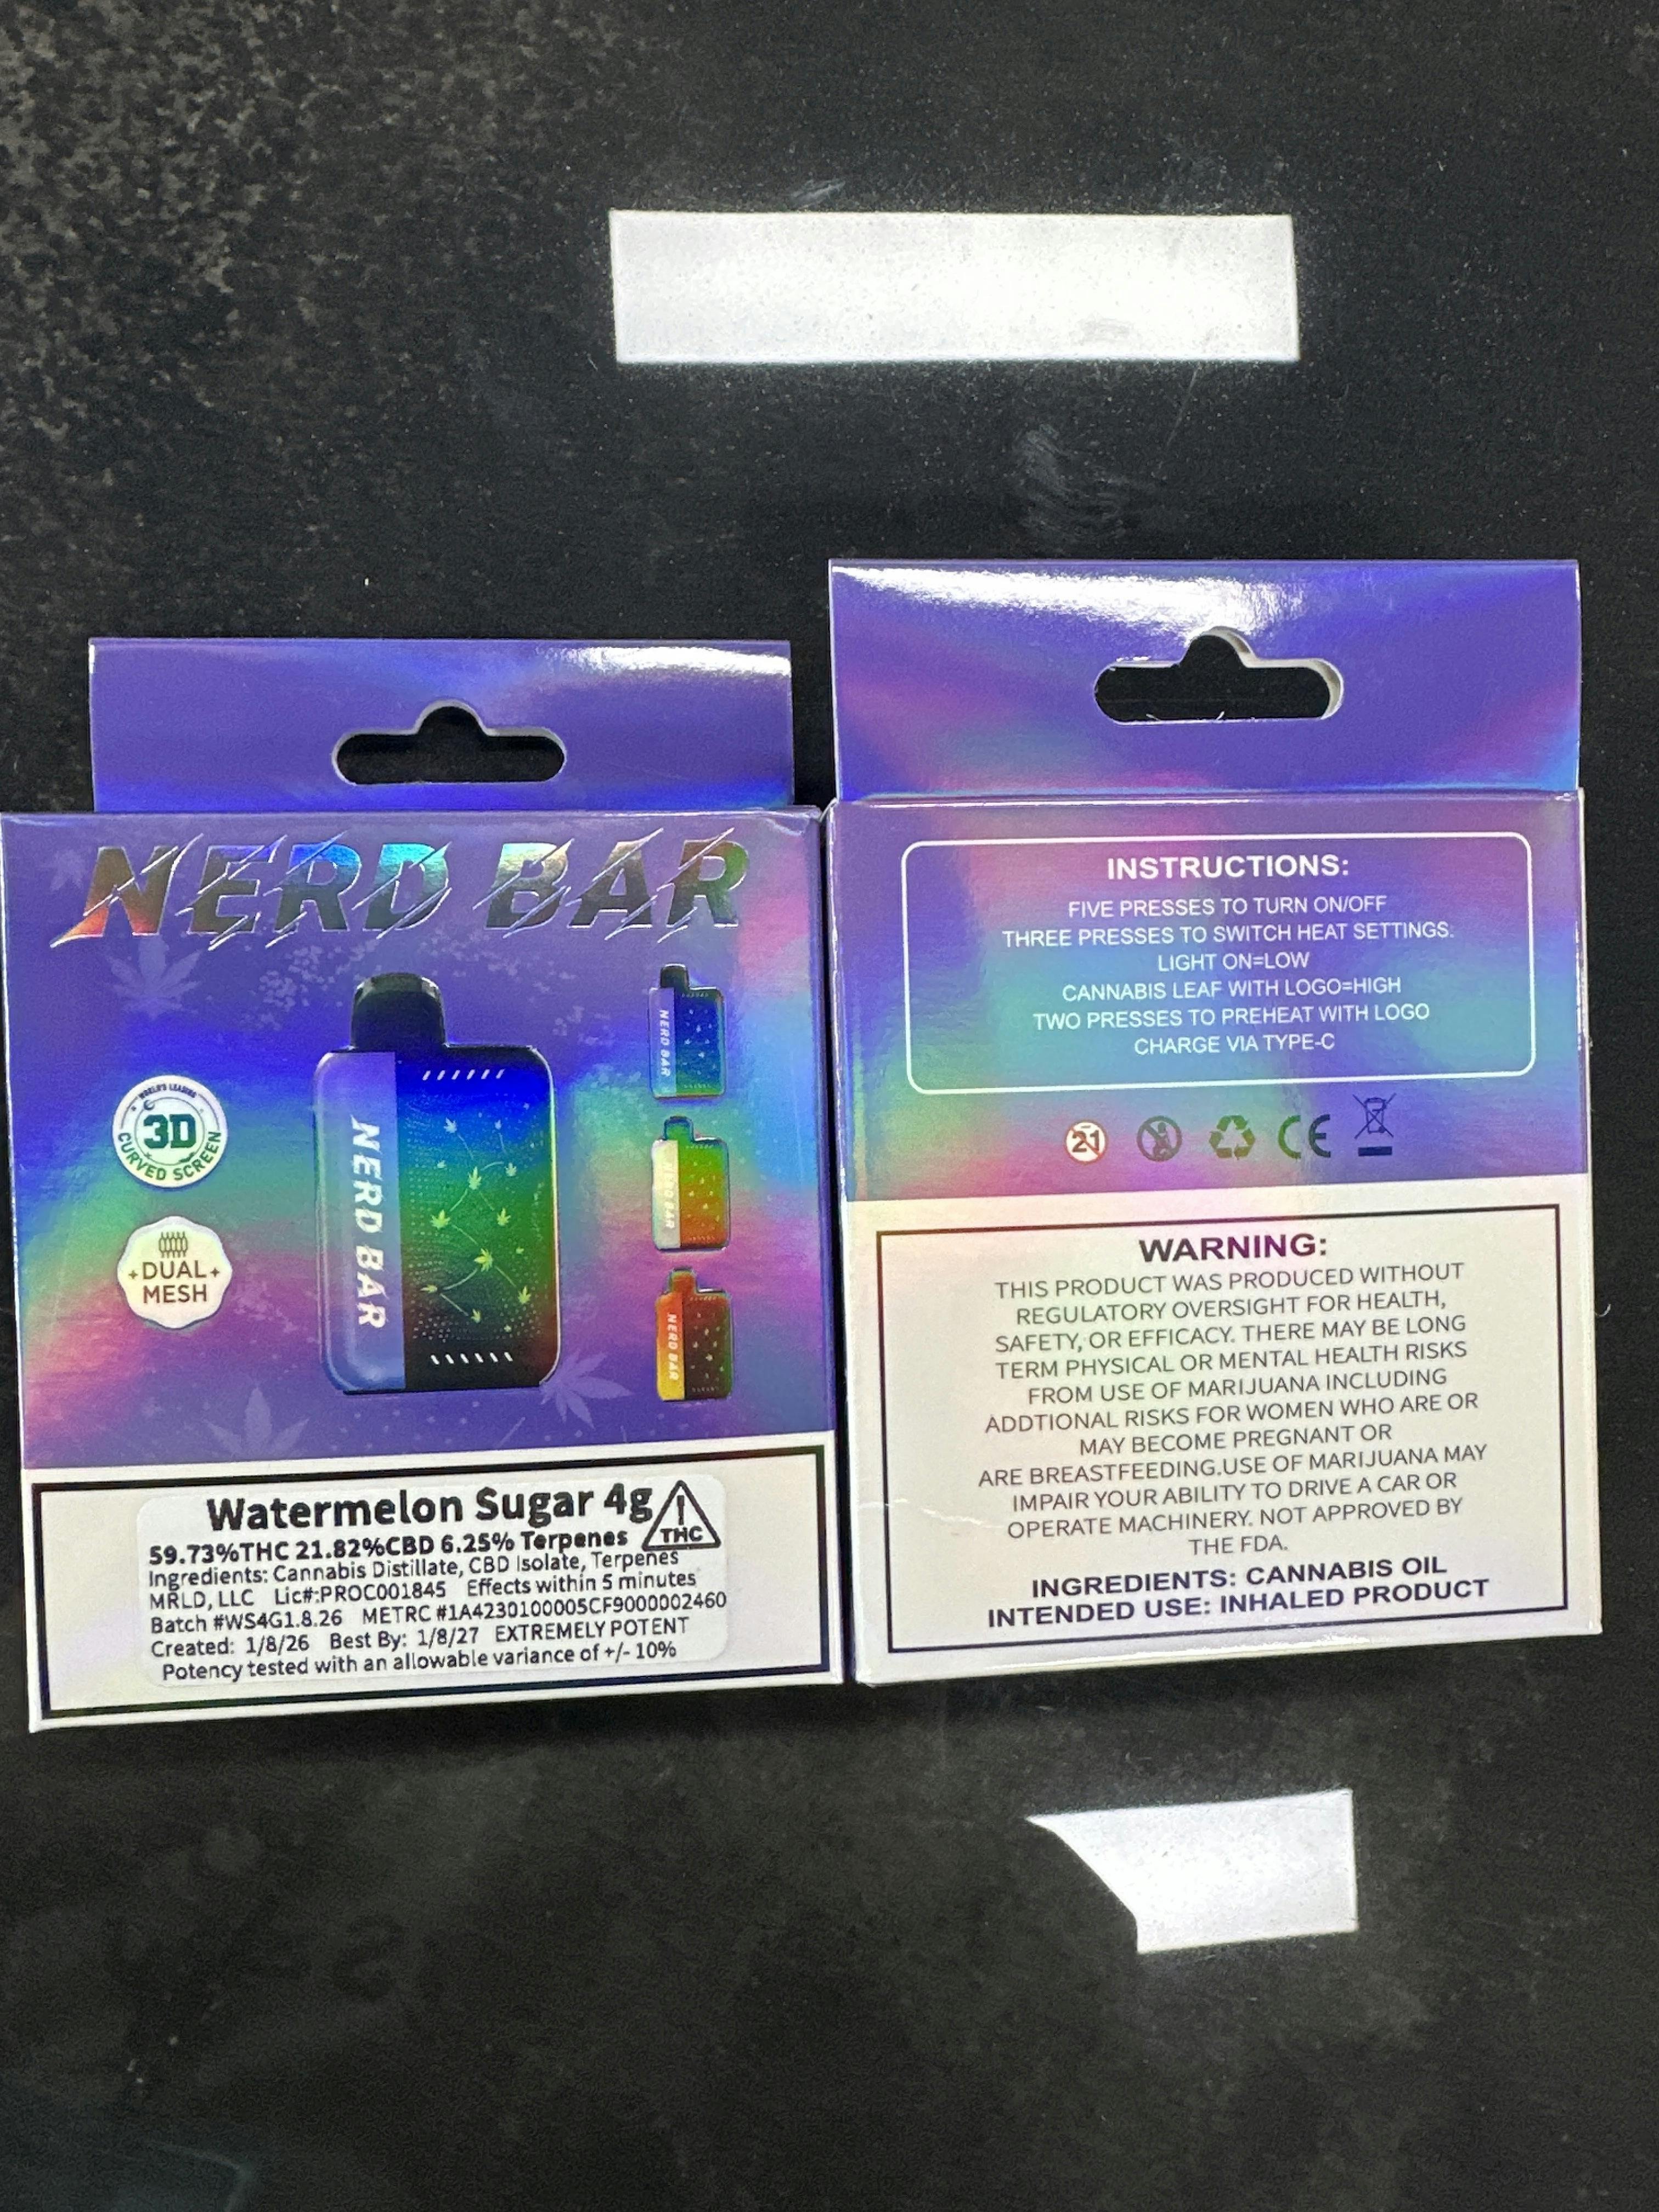 NERD BAR
WORLD'S LEADING
3D
CURVED SCREEN
DUAL
MESH
NERD BAR
NERD BAR
NERD BAR
NERD BAR
Watermelon Sugar 4g
THC
59.73%THC 21.82%CBD 6.25% Terpenes
Ingredients: Cannabis Distillate, CBD Isolate, Terpenes
MRLD, LLC Lic#:PROC001845 Effects within 5 minutes
Batch #WS4G1.8.26 METRC #1A4230100005CF9000002460
Created: 1/8/26 Best By: 1/8/27 EXTREMELY POTENT
Potency tested with an allowable variance of +/- 10%
INSTRUCTIONS:
FIVE PRESSES TO TURN ON/OFF
THREE PRESSES TO SWITCH HEAT SETTINGS:
LIGHT ON=LOW
CANNABIS LEAF WITH LOGO=HIGH
TWO PRESSES TO PREHEAT WITH LOGO
CHARGE VIA TYPE-C
21
CE
WARNING:
THIS PRODUCT WAS PRODUCED WITHOUT
REGULATORY OVERSIGHT FOR HEALTH,
SAFETY, OR EFFICACY. THERE MAY BE LONG
TERM PHYSICAL OR MENTAL HEALTH RISKS
FROM USE OF MARIJUANA INCLUDING
ADDTIONAL RISKS FOR WOMEN WHO ARE OR
MAY BECOME PREGNANT OR
ARE BREASTFEEDING.USE OF MARIJUANA MAY
IMPAIR YOUR ABILITY TO DRIVE A CAR OR
OPERATE MACHINERY. NOT APPROVED BY
THE FDA.
INGREDIENTS: CANNABIS OIL
INTENDED USE: INHALED PRODUCT